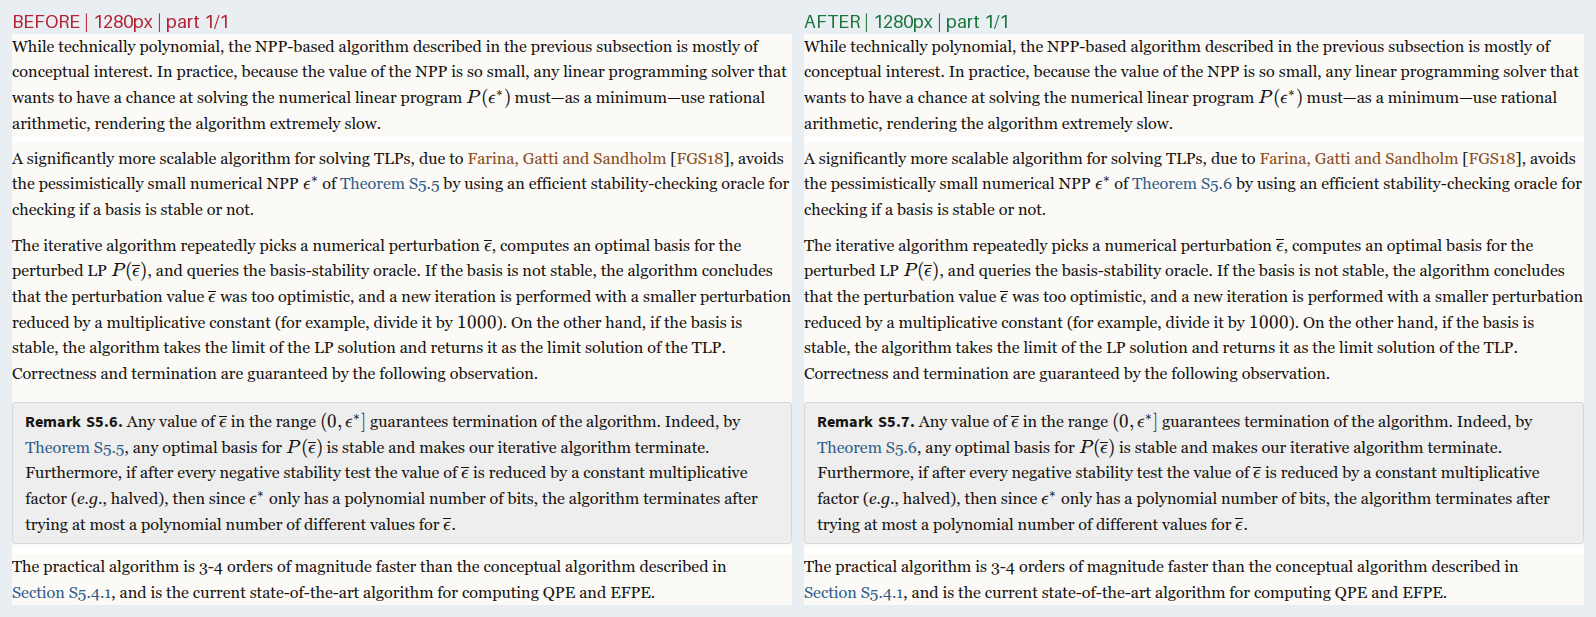 BEFORE | 1280px | part 1/1
While technically polynomial, the NPP-based algorithm described in the previous subsection is mostly of
conceptual interest. In practice, because the value of the NPP is so small, any linear programming solver that
wants to have a chance at solving the numerical linear program P(ϵ*) must—as a minimum—use rational
arithmetic, rendering the algorithm extremely slow.
A significantly more scalable algorithm for solving TLPs, due to Farina, Gatti and Sandholm [FGS18], avoids
the pessimistically small numerical NPP ϵ* of Theorem S5.5 by using an efficient stability-checking oracle for
checking if a basis is stable or not.
The iterative algorithm repeatedly picks a numerical perturbation ϵ̅, computes an optimal basis for the
perturbed LP P(ϵ̅), and queries the basis-stability oracle. If the basis is not stable, the algorithm concludes
that the perturbation value ϵ̅ was too optimistic, and a new iteration is performed with a smaller perturbation
reduced by a multiplicative constant (for example, divide it by 1000). On the other hand, if the basis is
stable, the algorithm takes the limit of the LP solution and returns it as the limit solution of the TLP.
Correctness and termination are guaranteed by the following observation.
Remark S5.6. Any value of ϵ̅ in the range (0, ϵ*] guarantees termination of the algorithm. Indeed, by
Theorem S5.5, any optimal basis for P(ϵ̅) is stable and makes our iterative algorithm terminate.
Furthermore, if after every negative stability test the value of ϵ̅ is reduced by a constant multiplicative
factor (e.g., halved), then since ϵ* only has a polynomial number of bits, the algorithm terminates after
trying at most a polynomial number of different values for ϵ̅.
The practical algorithm is 3-4 orders of magnitude faster than the conceptual algorithm described in
Section S5.4.1, and is the current state-of-the-art algorithm for computing QPE and EFPE.
AFTER | 1280px | part 1/1
While technically polynomial, the NPP-based algorithm described in the previous subsection is mostly of
conceptual interest. In practice, because the value of the NPP is so small, any linear programming solver that
wants to have a chance at solving the numerical linear program P(ϵ*) must—as a minimum—use rational
arithmetic, rendering the algorithm extremely slow.
A significantly more scalable algorithm for solving TLPs, due to Farina, Gatti and Sandholm [FGS18], avoids
the pessimistically small numerical NPP ϵ* of Theorem S5.6 by using an efficient stability-checking oracle for
checking if a basis is stable or not.
The iterative algorithm repeatedly picks a numerical perturbation ϵ̅, computes an optimal basis for the
perturbed LP P(ϵ̅), and queries the basis-stability oracle. If the basis is not stable, the algorithm concludes
that the perturbation value ϵ̅ was too optimistic, and a new iteration is performed with a smaller perturbation
reduced by a multiplicative constant (for example, divide it by 1000). On the other hand, if the basis is
stable, the algorithm takes the limit of the LP solution and returns it as the limit solution of the TLP.
Correctness and termination are guaranteed by the following observation.
Remark S5.7. Any value of ϵ̅ in the range (0, ϵ*] guarantees termination of the algorithm. Indeed, by
Theorem S5.6, any optimal basis for P(ϵ̅) is stable and makes our iterative algorithm terminate.
Furthermore, if after every negative stability test the value of ϵ̅ is reduced by a constant multiplicative
factor (e.g., halved), then since ϵ* only has a polynomial number of bits, the algorithm terminates after
trying at most a polynomial number of different values for ϵ̅.
The practical algorithm is 3-4 orders of magnitude faster than the conceptual algorithm described in
Section S5.4.1, and is the current state-of-the-art algorithm for computing QPE and EFPE.